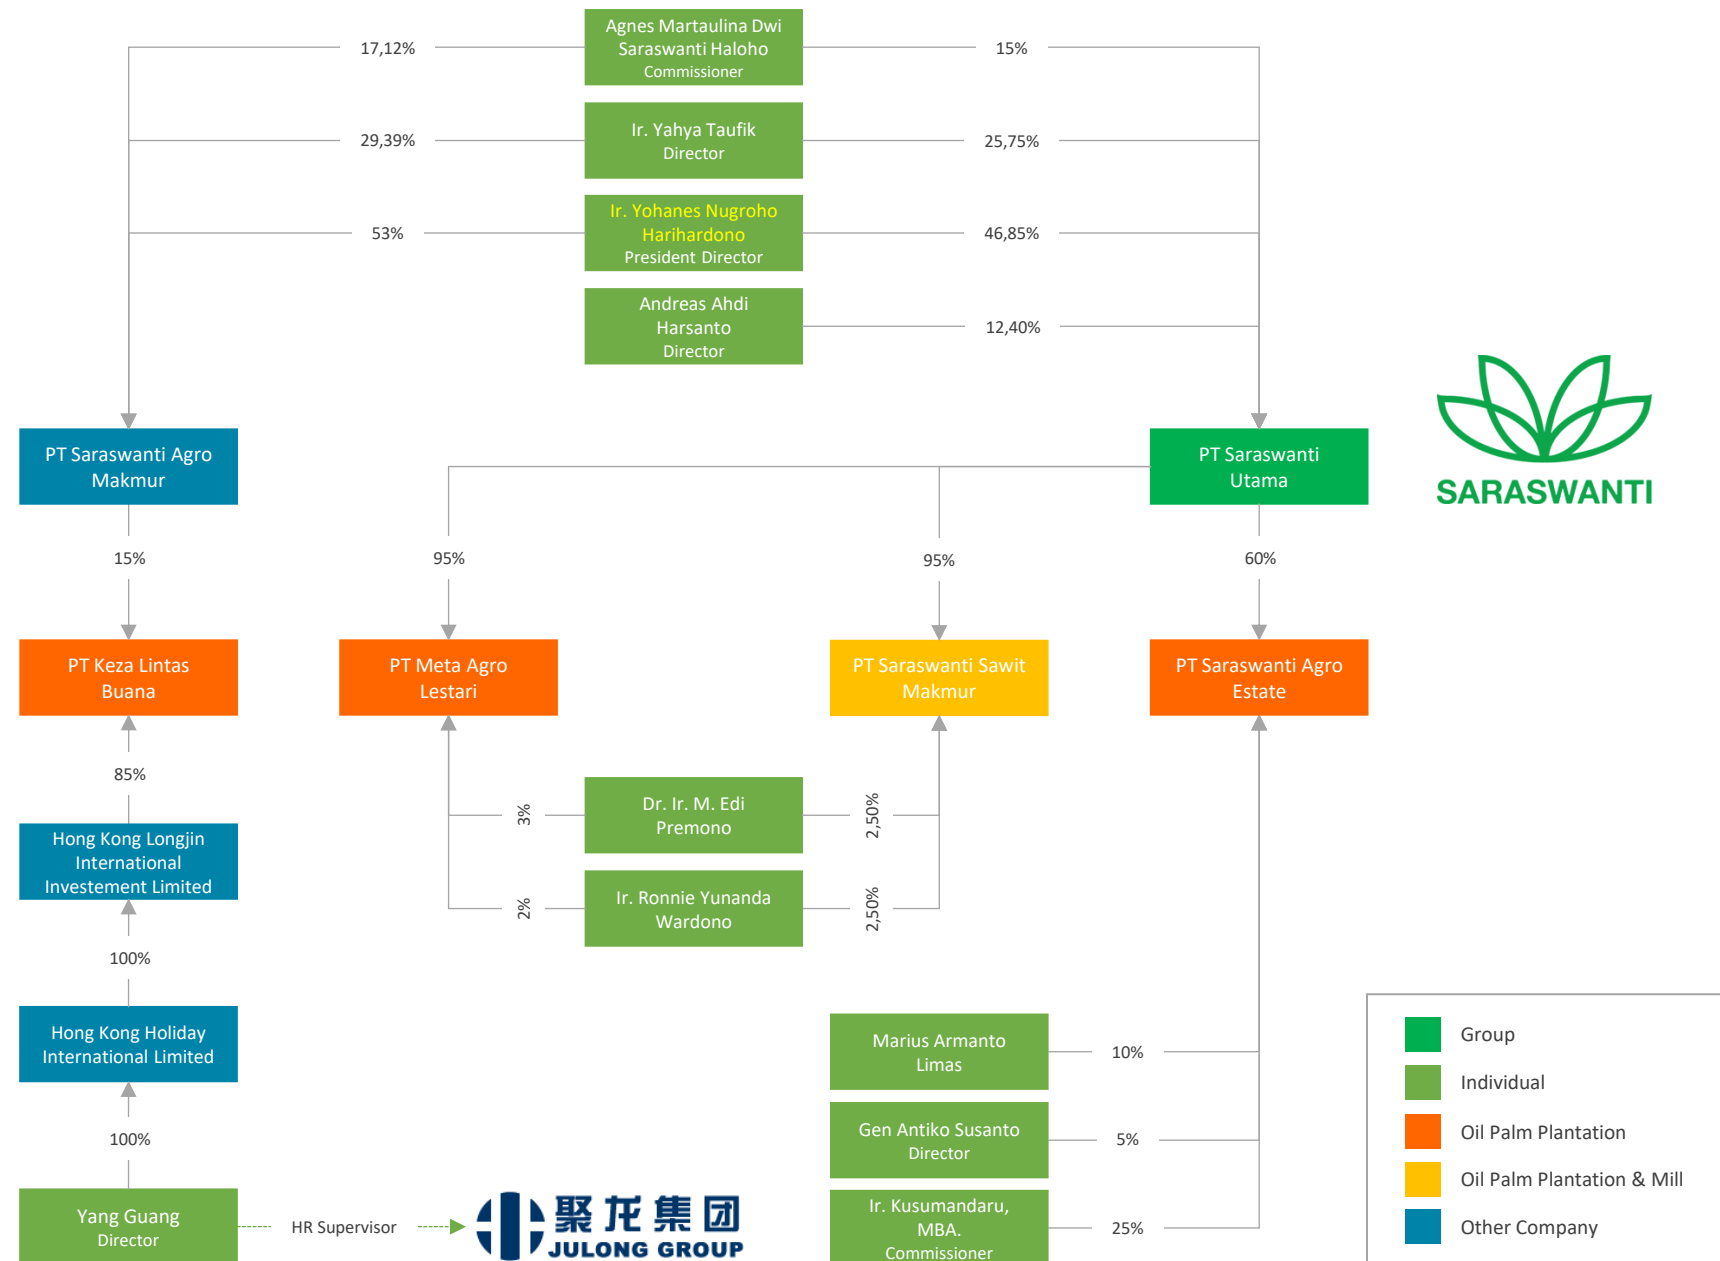 Agnes Martaulina Dwi
Saraswanti Haloho
Commissioner
17,12%
15%
Ir. Yahya Taufik
Director
29,39%
25,75%
Ir. Yohanes Nugroho
Harihardono
President Director
53%
46,85%
Andreas Ahdi
Harsanto
Director
12,40%
PT Saraswanti Agro
Makmur
PT Saraswanti
Utama
SARASWANTI
15%
95%
95%
60%
PT Keza Lintas
Buana
PT Meta Agro
Lestari
PT Saraswanti Sawit
Makmur
PT Saraswanti Agro
Estate
85%
Dr. Ir. M. Edi
Premono
3%
2,50%
Hong Kong Longjin
International
Investement Limited
Ir. Ronnie Yunanda
Wardono
2%
2,50%
100%
Hong Kong Holiday
International Limited
Marius Armanto
Limas
10%
100%
Gen Antiko Susanto
Director
5%
Yang Guang
Director
HR Supervisor
聚龙集团
JULONG GROUP
Ir. Kusumandaru,
MBA.
Commissioner
25%
Group
Individual
Oil Palm Plantation
Oil Palm Plantation & Mill
Other Company